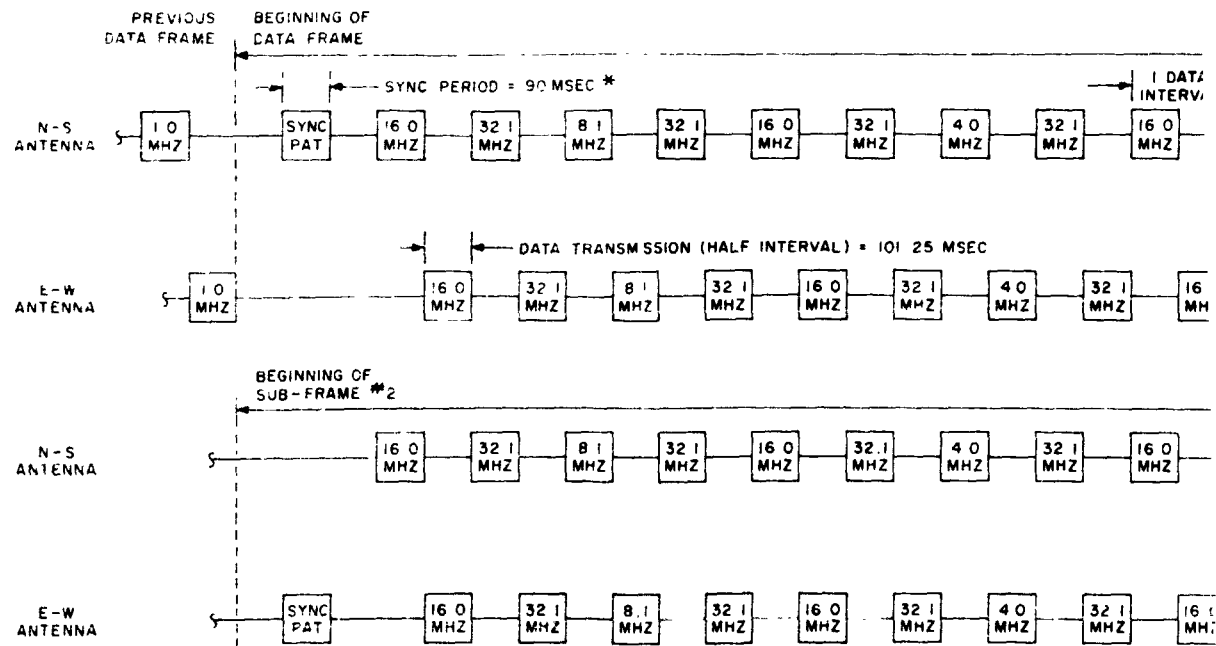 PREVIOUS
DATA FRAME
BEGINNING OF
DATA FRAME
SYNC PERIOD = 90 MSEC *
1 DATA
INTERVA
N-S
ANTENNA
1 0
MHZ
SYNC
PAT
16 0
MHZ
32 1
MHZ
8 1
MHZ
32 1
MHZ
16 0
MHZ
32 1
MHZ
4 0
MHZ
32 1
MHZ
16 0
MHZ
DATA TRANSMISSION (HALF INTERVAL) = 101 25 MSEC
E-W
ANTENNA
1 0
MHZ
16 0
MHZ
32 1
MHZ
8 1
MHZ
32 1
MHZ
16 0
MHZ
32 1
MHZ
4 0
MHZ
32 1
MHZ
16
MH
BEGINNING OF
SUB-FRAME #2
N-S
ANTENNA
16 0
MHZ
32 1
MHZ
8 1
MHZ
32 1
MHZ
16 0
MHZ
32.1
MHZ
4 0
MHZ
32 1
MHZ
16 0
MHZ
E-W
ANTENNA
SYNC
PAT
16 0
MHZ
32 1
MHZ
8.1
MHZ
32 1
MHZ
16 0
MHZ
32 1
MHZ
4 0
MHZ
32 1
MHZ
16
MH